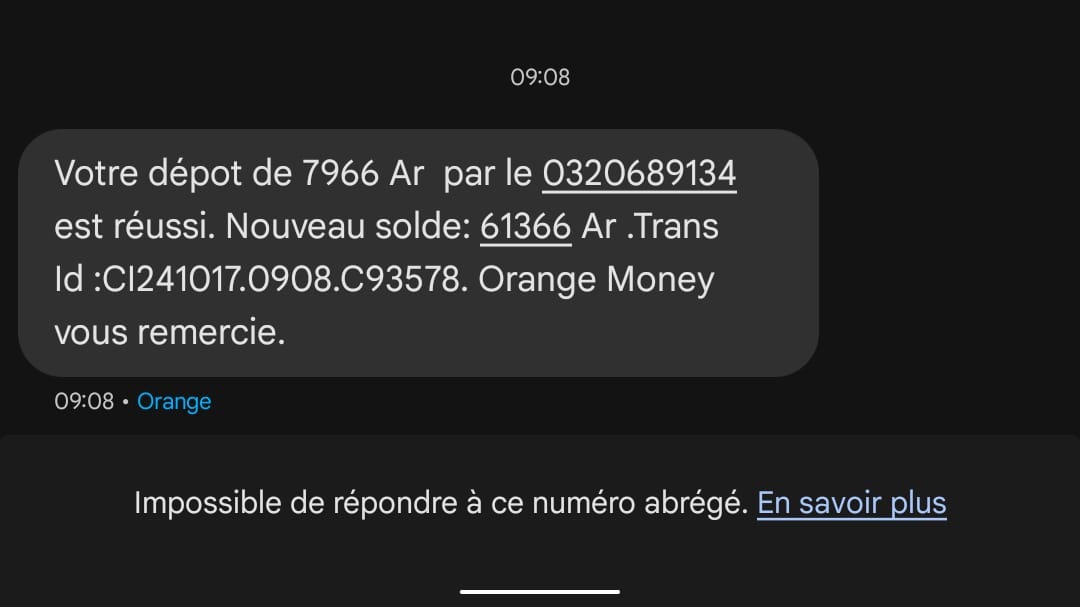 09:08
Votre dépot de 7966 Ar  par le 0320689134
est réussi. Nouveau solde: 61366 Ar .Trans
Id :CI241017.0908.C93578. Orange Money
vous remercie.
09:08 • Orange
Impossible de répondre à ce numéro abrégé. En savoir plus